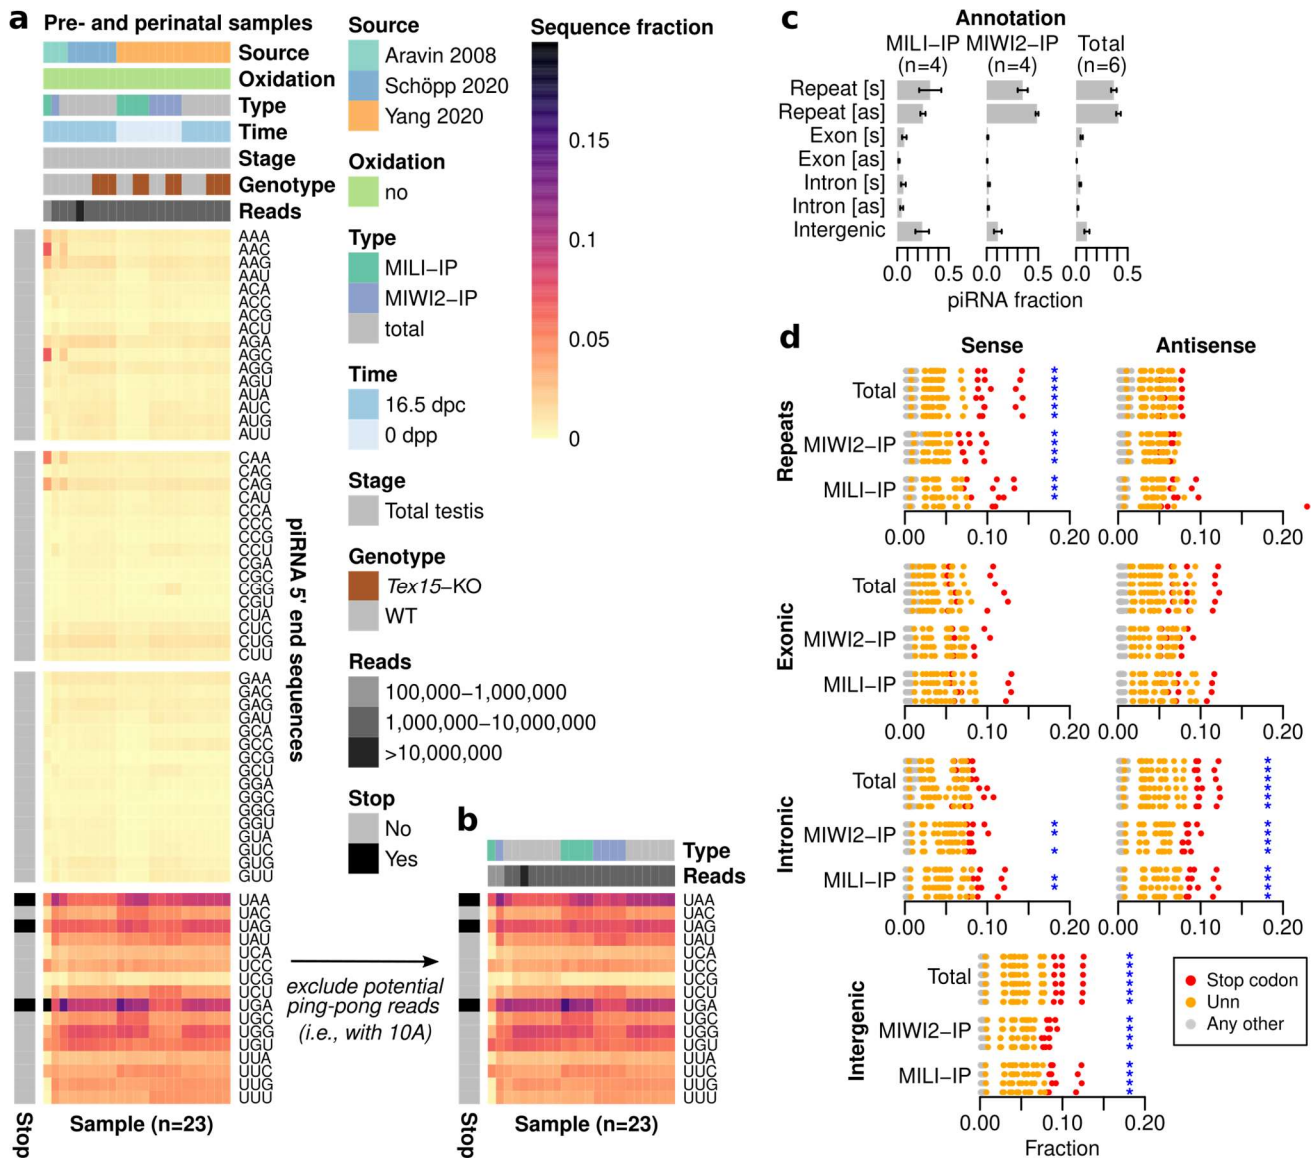 a
Pre- and perinatal samples
Source
Oxidation
Type
Time
Stage
Genotype
Reads
AAA
AAC
AAG
AAU
ACA
ACC
ACG
ACU
AGA
AGC
AGG
AGU
AUA
AUC
AUG
AUU
CAA
CAC
CAG
CAU
CCA
CCC
CCG
CCU
CGA
CGC
CGG
CGU
CUA
CUC
CUG
CUU
GAA
GAC
GAG
GAU
GCA
GCC
GCG
GCU
GGA
GGC
GGG
GGU
GUA
GUC
GUG
GUU
UAA
UAC
UAG
UAU
UCA
UCC
UCG
UCU
UGA
UGC
UGG
UGU
UUA
UUC
UUG
UUU
piRNA 5' end sequences
Stop
Sample (n=23)
Source
Aravin 2008
Schöpp 2020
Yang 2020
Oxidation
no
Type
MILI-IP
MIWI2-IP
total
Time
16.5 dpc
0 dpp
Stage
Total testis
Genotype
Tex15-KO
WT
Reads
100,000-1,000,000
1,000,000-10,000,000
>10,000,000
Stop
No
Yes
Sequence fraction
0.15
0.1
0.05
0
exclude potential
ping-pong reads
(i.e., with 10A)
b
Type
Reads
UAA
UAC
UAG
UAU
UCA
UCC
UCG
UCU
UGA
UGC
UGG
UGU
UUA
UUC
UUG
UUU
Stop
Sample (n=23)
c
Annotation
MILI-IP MIWI2-IP Total
(n=4) (n=4) (n=6)
Repeat [s]
Repeat [as]
Exon [s]
Exon [as]
Intron [s]
Intron [as]
Intergenic
0.0 0.5 0.0 0.5 0.0 0.5
piRNA fraction
d
Sense Antisense
Repeats
Total
MIWI2-IP
MILI-IP
0.00 0.10 0.20 0.00 0.10 0.20
Exonic
Total
MIWI2-IP
MILI-IP
0.00 0.10 0.20 0.00 0.10 0.20
Intronic
Total
MIWI2-IP
MILI-IP
0.00 0.10 0.20 0.00 0.10 0.20
Intergenic
Total
MIWI2-IP
MILI-IP
0.00 0.10 0.20
Fraction
Stop codon
Unn
Any other